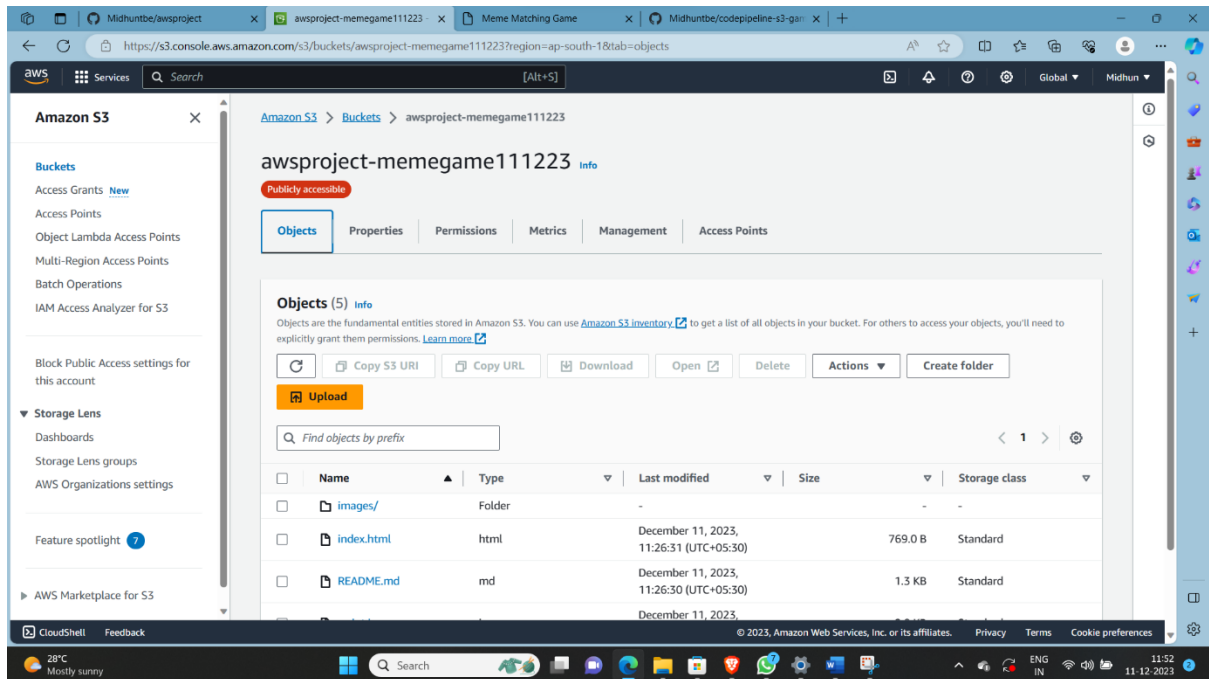 Midhuntbe/awsproject
awsproject-memegame111223 -
Meme Matching Game
Midhuntbe/codepipeline-s3-gam
https://s3.console.aws.amazon.com/s3/buckets/awsproject-memegame111223?region=ap-south-1&tab=objects
aws
Services
Search
[Alt+S]
Global
Midhun
Amazon S3
Buckets
Access Grants New
Access Points
Object Lambda Access Points
Multi-Region Access Points
Batch Operations
IAM Access Analyzer for S3
Block Public Access settings for
this account
Storage Lens
Dashboards
Storage Lens groups
AWS Organizations settings
Feature spotlight 7
AWS Marketplace for S3
Amazon S3 > Buckets > awsproject-memegame111223
awsproject-memegame111223 Info
Publicly accessible
Objects Properties Permissions Metrics Management Access Points
Objects (5) Info
Objects are the fundamental entities stored in Amazon S3. You can use Amazon S3 inventory to get a list of all objects in your bucket. For others to access your objects, you'll need to
explicitly grant them permissions. Learn more
Copy S3 URI Copy URL Download Open Delete Actions Create folder
Upload
Find objects by prefix
1
Name Type Last modified Size Storage class
images/ Folder - - -
index.html html December 11, 2023, 11:26:31 (UTC+05:30) 769.0 B Standard
README.md md December 11, 2023, 11:26:30 (UTC+05:30) 1.3 KB Standard
December 11, 2023,
CloudShell Feedback
© 2023, Amazon Web Services, Inc. or its affiliates. Privacy Terms Cookie preferences
28°C
Mostly sunny
Search
ENG
IN
11:52
11-12-2023
2